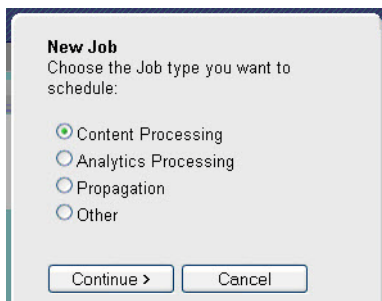 New Job
Choose the Job type you want to
schedule:
Content Processing
Analytics Processing
Propagation
Other
Continue >
Cancel